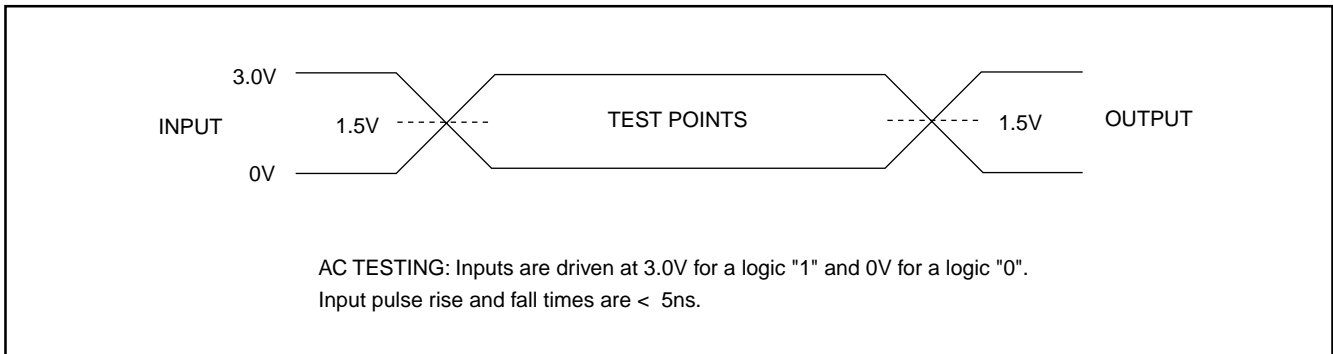 3.0V
INPUT 1.5V TEST POINTS 1.5V OUTPUT
0V
AC TESTING: Inputs are driven at 3.0V for a logic "1" and 0V for a logic "0".
Input pulse rise and fall times are < 5ns.